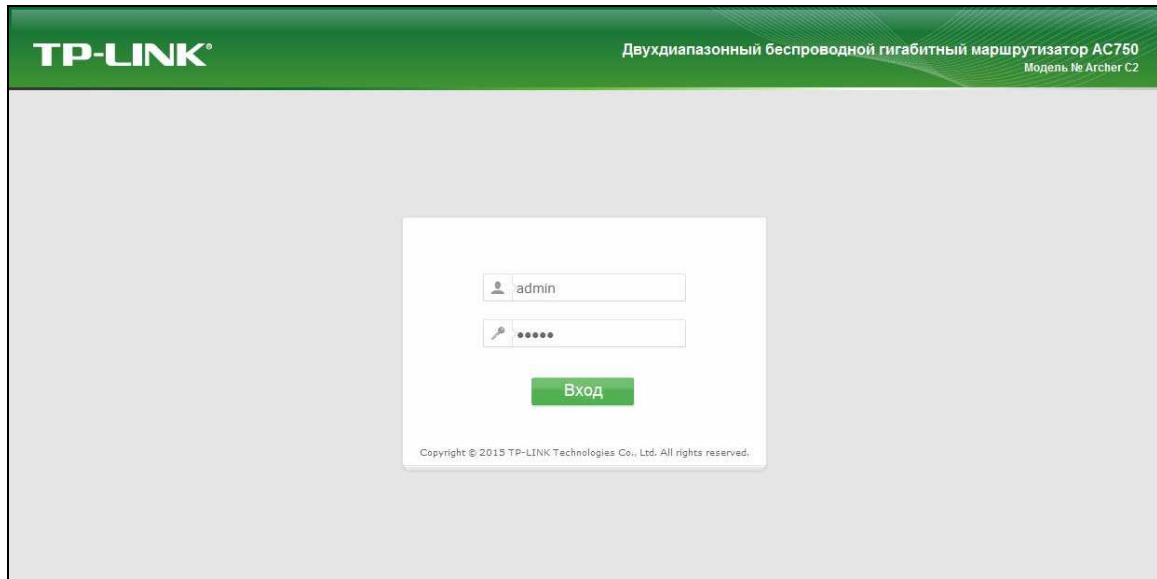 TP-LINK®
Двухдиапазонный беспроводной гигабитный маршрутизатор AC750
Модель № Archer C2
admin
•••••
Вход
Copyright © 2015 TP-LINK Technologies Co., Ltd. All rights reserved.